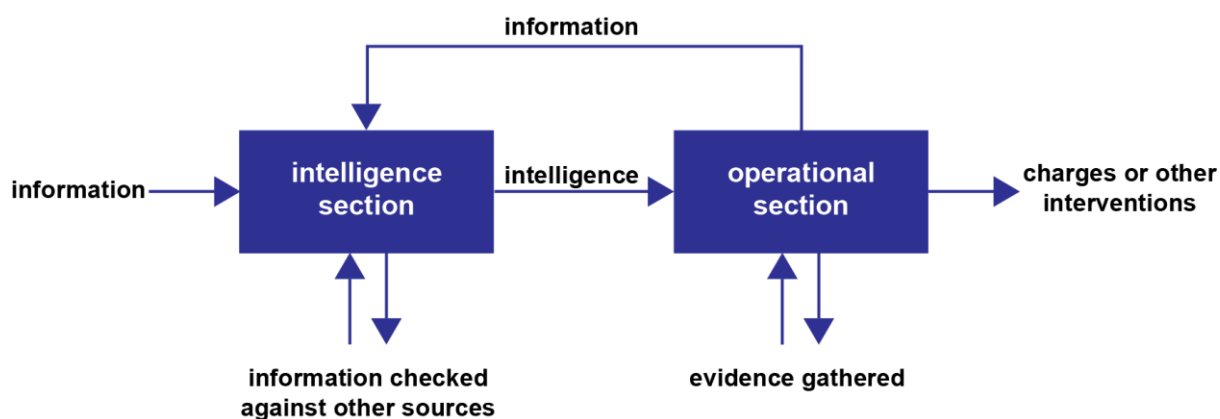 information
information
intelligence
section
intelligence
operational
section
charges or other
interventions
information checked
against other sources
evidence gathered